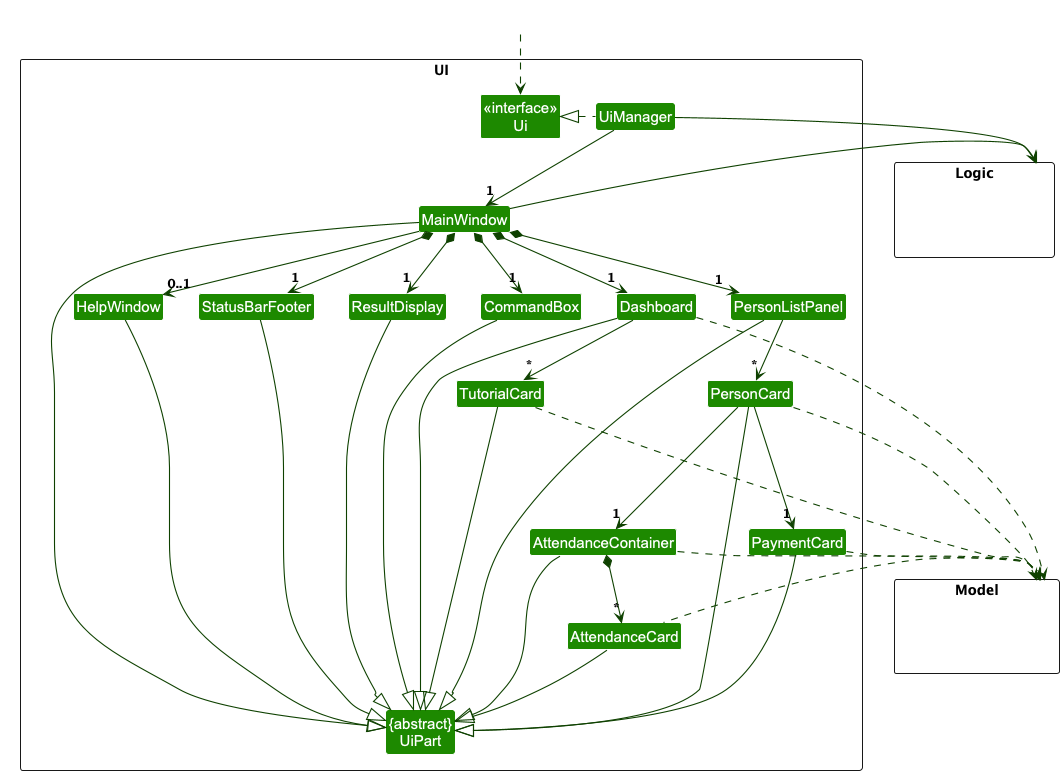 UI
«interface»
Ui
UiManager
Logic
1
MainWindow
0..1
1
1
1
1
1
HelpWindow
StatusBarFooter
ResultDisplay
CommandBox
Dashboard
PersonListPanel
*
*
TutorialCard
PersonCard
1
1
AttendanceContainer
PaymentCard
Model
*
AttendanceCard
{abstract}
UiPart